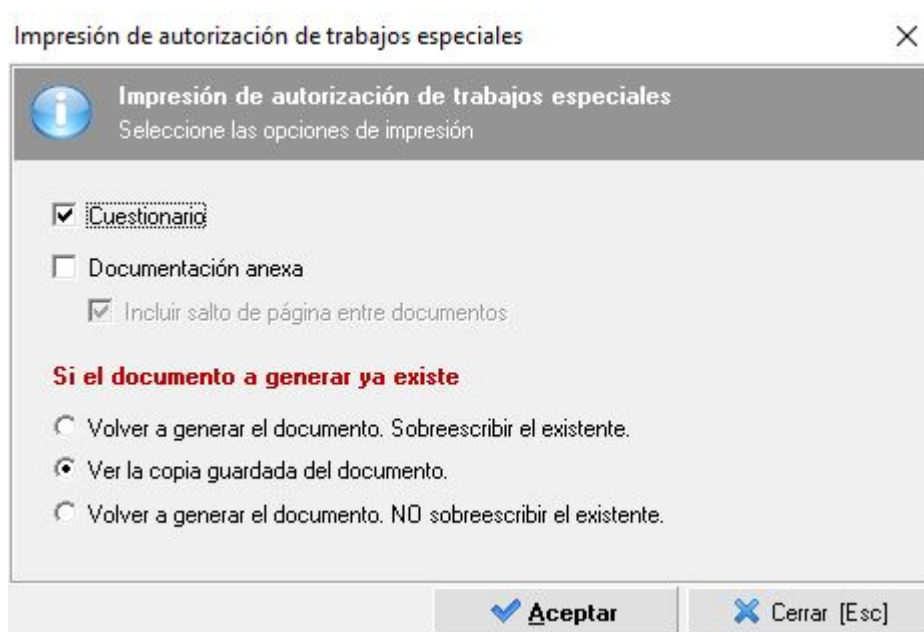 Impresión de autorización de trabajos especiales
Impresión de autorización de trabajos especiales
Seleccione las opciones de impresión
Cuestionario
Documentación anexa
Incluir salto de página entre documentos
Si el documento a generar ya existe
Volver a generar el documento. Sobreescribir el existente.
Ver la copia guardada del documento.
Volver a generar el documento. NO sobreescribir el existente.
Aceptar
Cerrar [Esc]